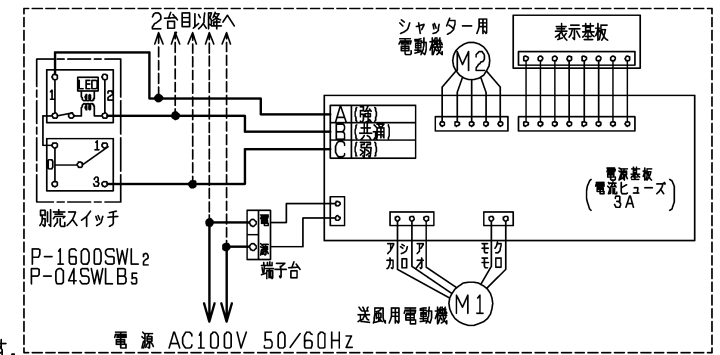 2台目以降へ
シャッター用
電動機
M2
表示基板
LED
1
2
A(強)
B(共通)
C(弱)
0
1
3
電源基板
(電流ヒューズ)
3A
別売スイッチ
電
源
端子台
アカ
シロ
アオ
モモ
クロ
P-1600SWL2
P-04SWLB5
送風用電動機
M1
電源 AC100V 50/60Hz
す.